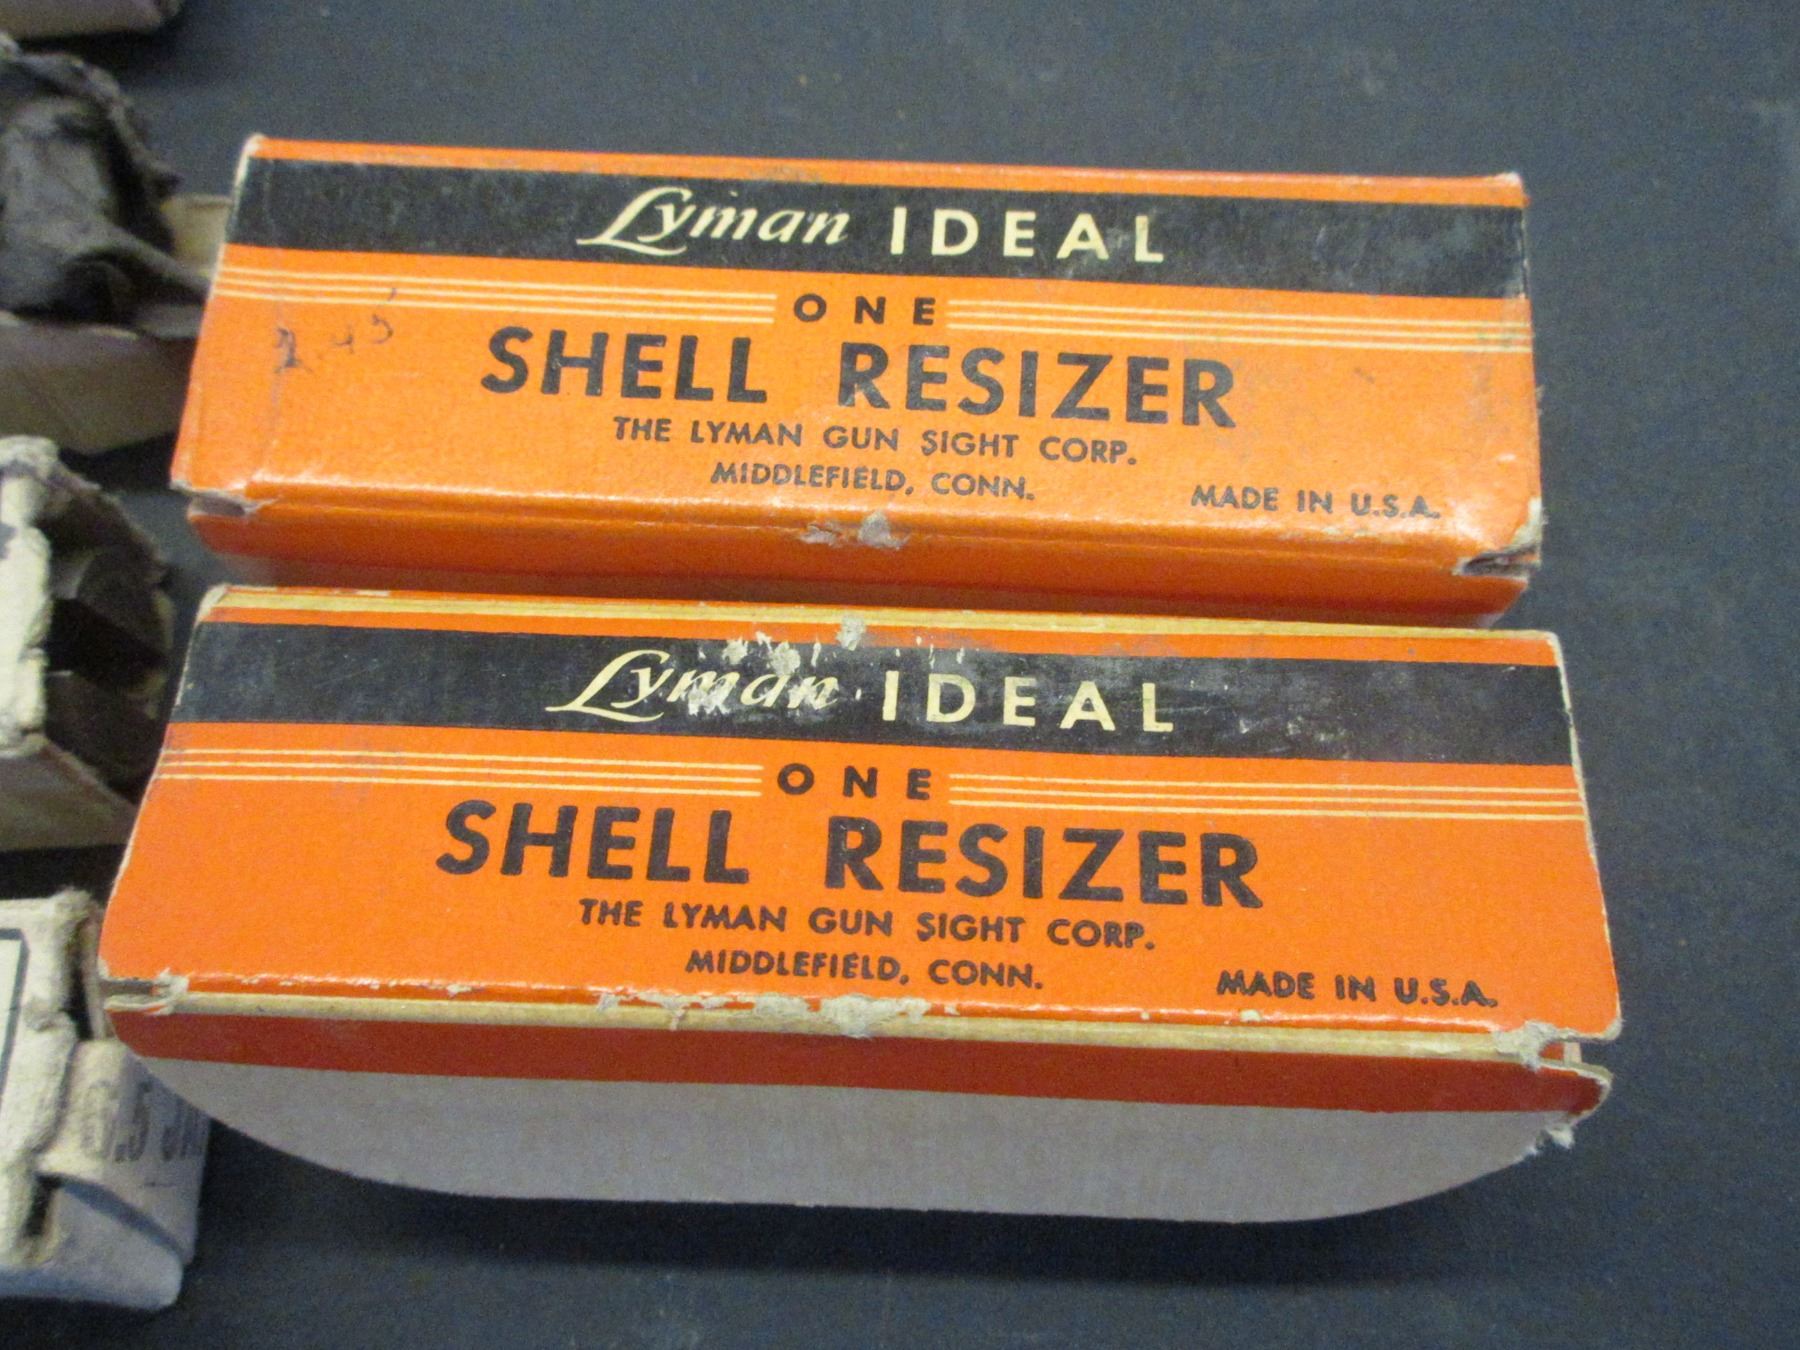 Lyman IDEAL
ONE
SHELL RESIZER
THE LYMAN GUN SIGHT CORP.
MIDDLEFIELD, CONN.
MADE IN U.S.A.
Lyman IDEAL
ONE
SHELL RESIZER
THE LYMAN GUN SIGHT CORP.
MIDDLEFIELD, CONN.
MADE IN U.S.A.